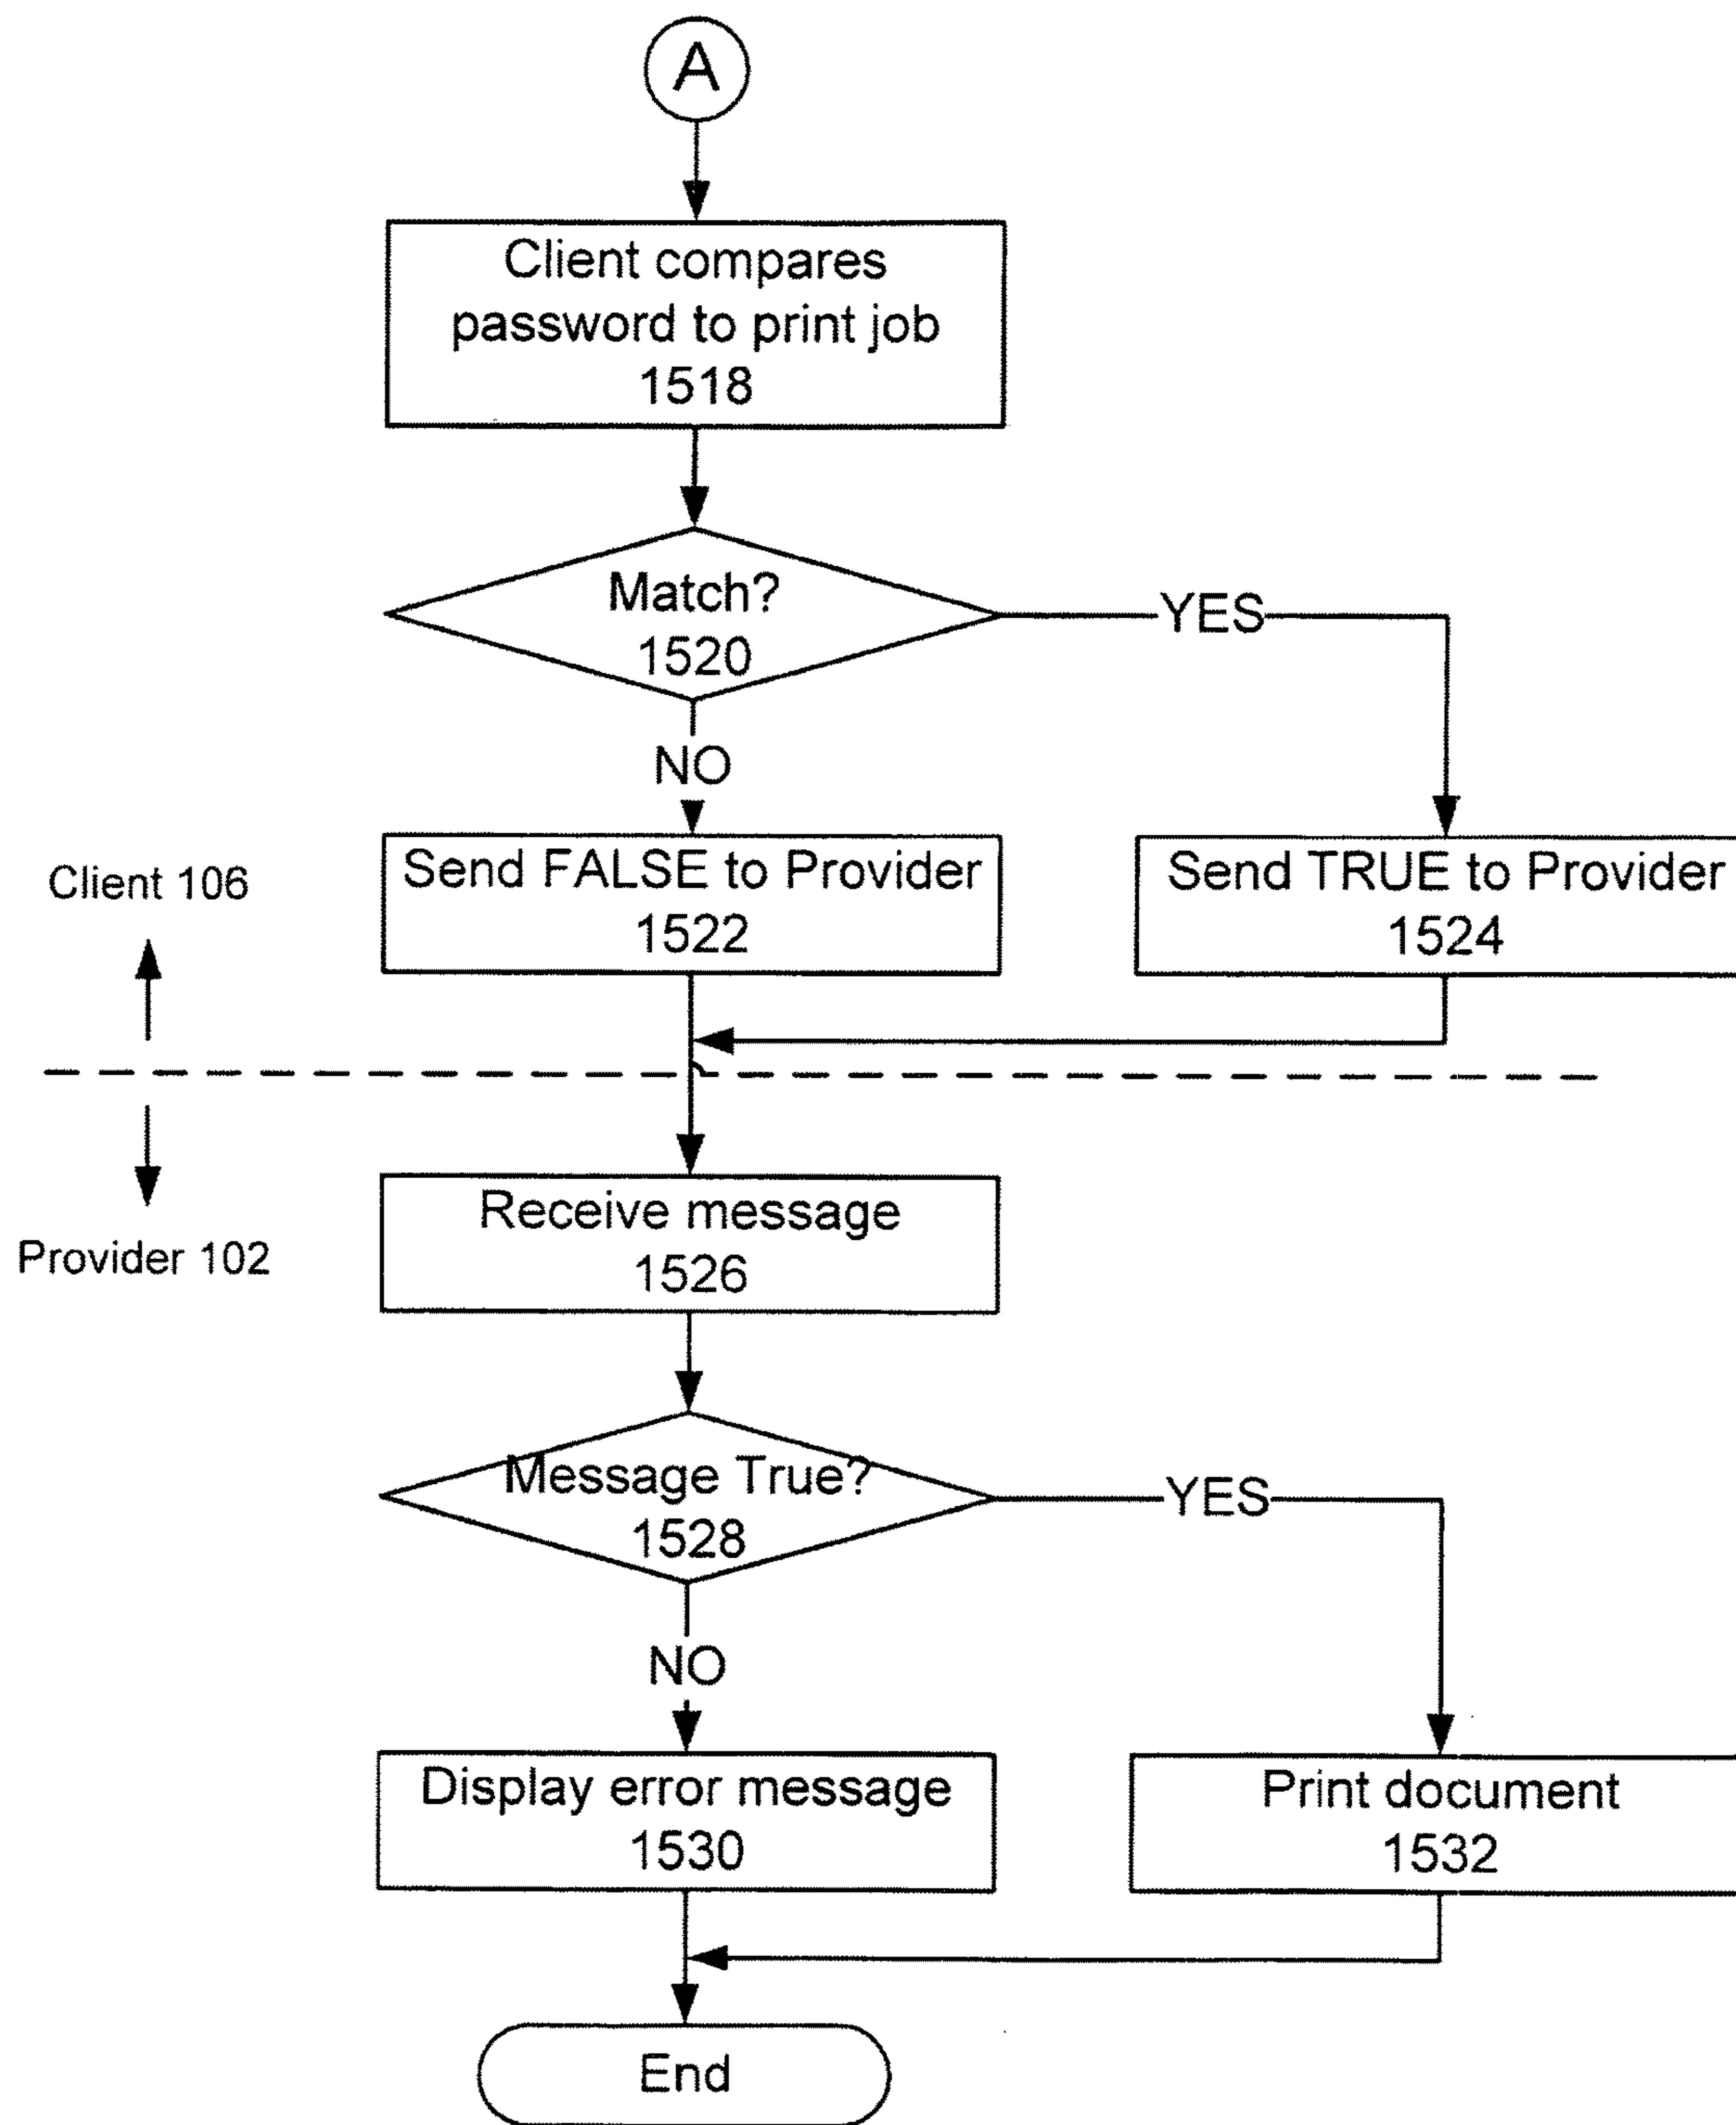 A
Client compares
password to print job
1518
Match?
1520
YES
NO
Client 106
Send FALSE to Provider
1522
Send TRUE to Provider
1524
Receive message
1526
Provider 102
Message True?
1528
YES
NO
Display error message
1530
Print document
1532
End